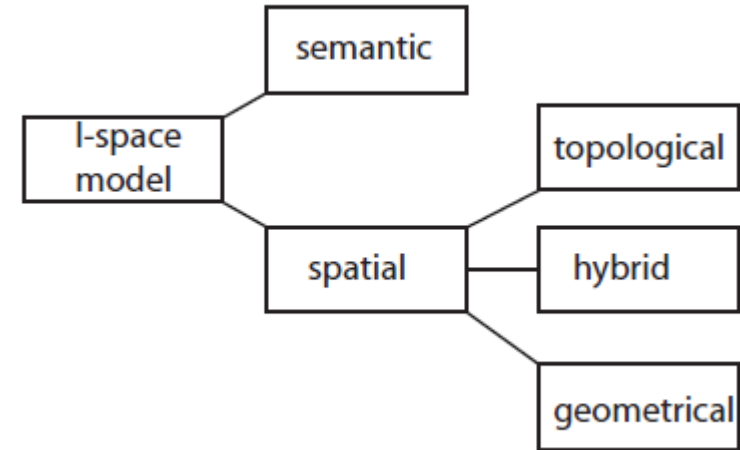 semantic
l-space
model
topological
spatial
hybrid
geometrical